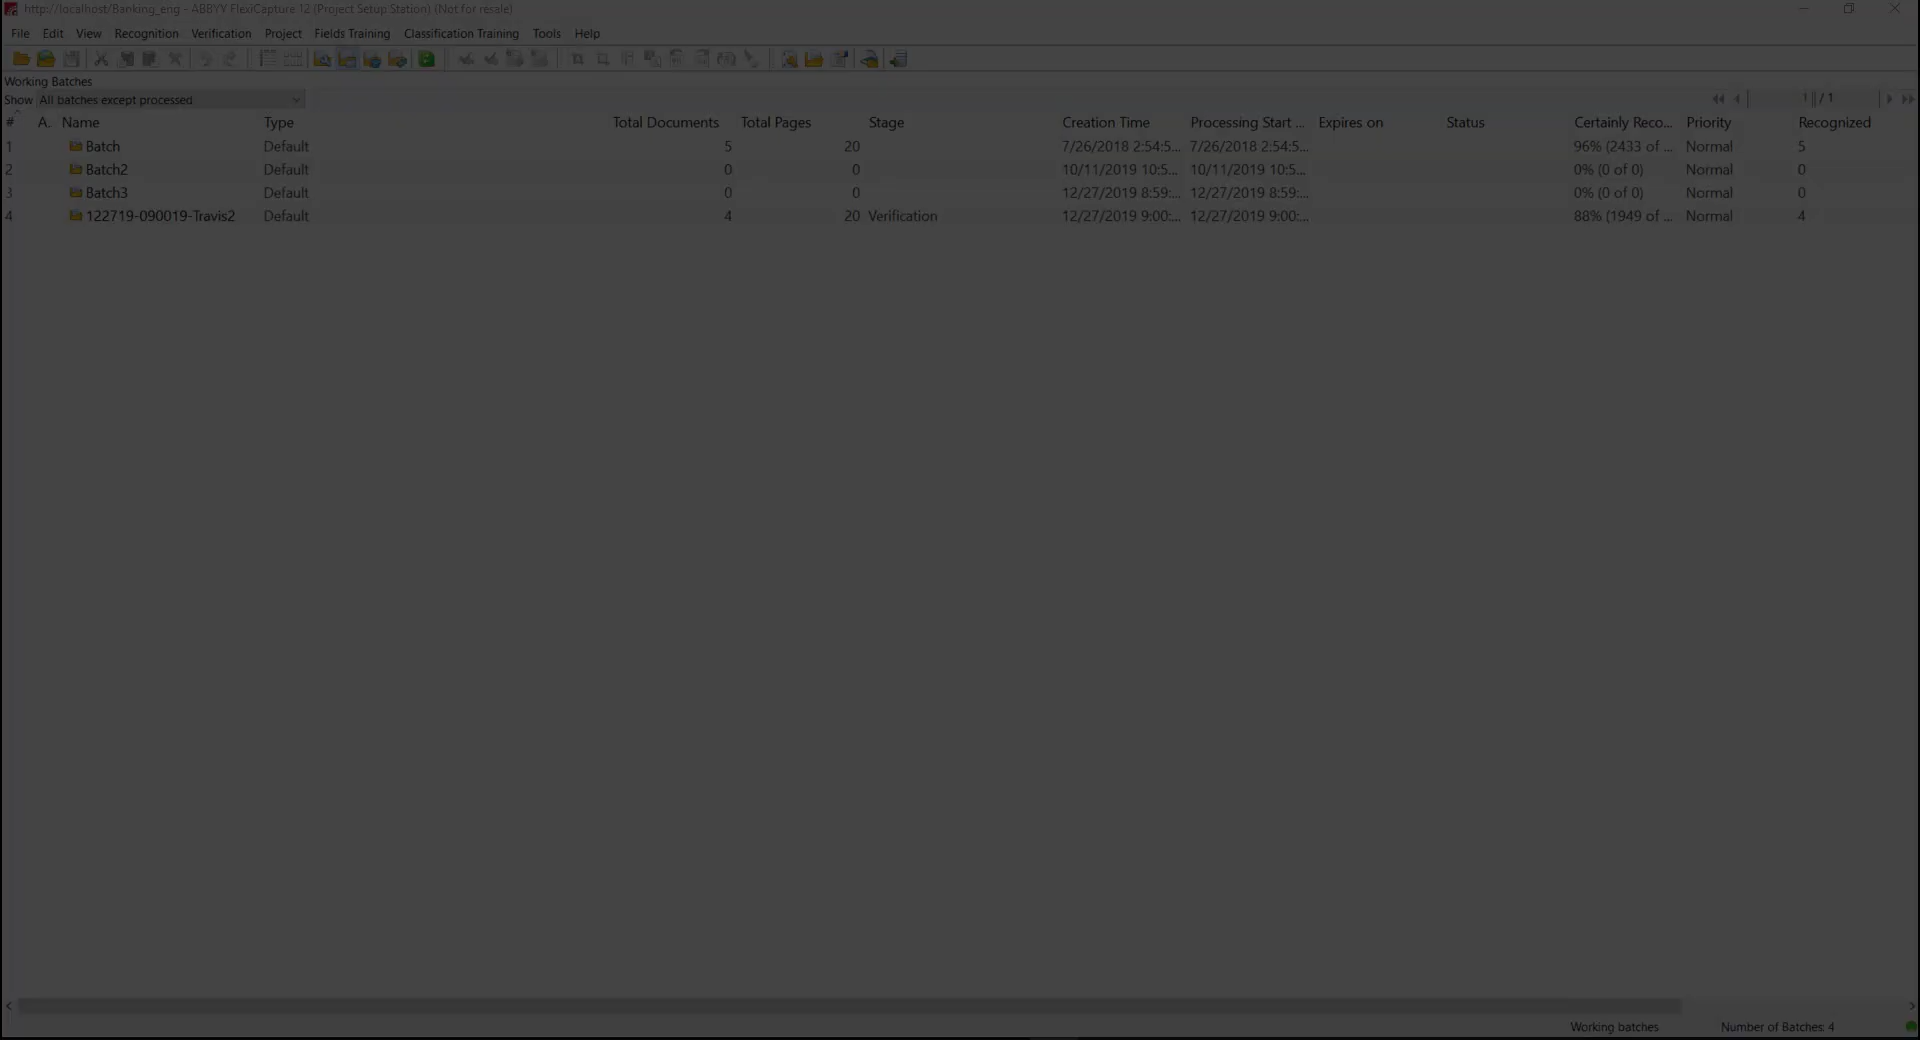 http://localhost/Banking_eng - ABBYY FlexiCapture 12 (Project Setup Station) (Not for resale)
File Edit View Recognition Verification Project Fields Training Classification Training Tools Help
Working Batches
Show All batches except processed 1 / 1
# A. Name Type Total Documents Total Pages Stage Creation Time Processing Start ... Expires on Status Certainly Reco... Priority Recognized
1 Batch Default 5 20 7/26/2018 2:54:5... 7/26/2018 2:54:5... 96% (2433 of ... Normal 5
2 Batch2 Default 0 0 10/11/2019 10:5... 10/11/2019 10:5... 0% (0 of 0) Normal 0
3 Batch3 Default 0 0 12/27/2019 8:59:... 12/27/2019 8:59:... 0% (0 of 0) Normal 0
4 122719-090019-Travis2 Default 4 20 Verification 12/27/2019 9:00:... 12/27/2019 9:00:... 88% (1949 of ... Normal 4
Working batches Number of Batches: 4